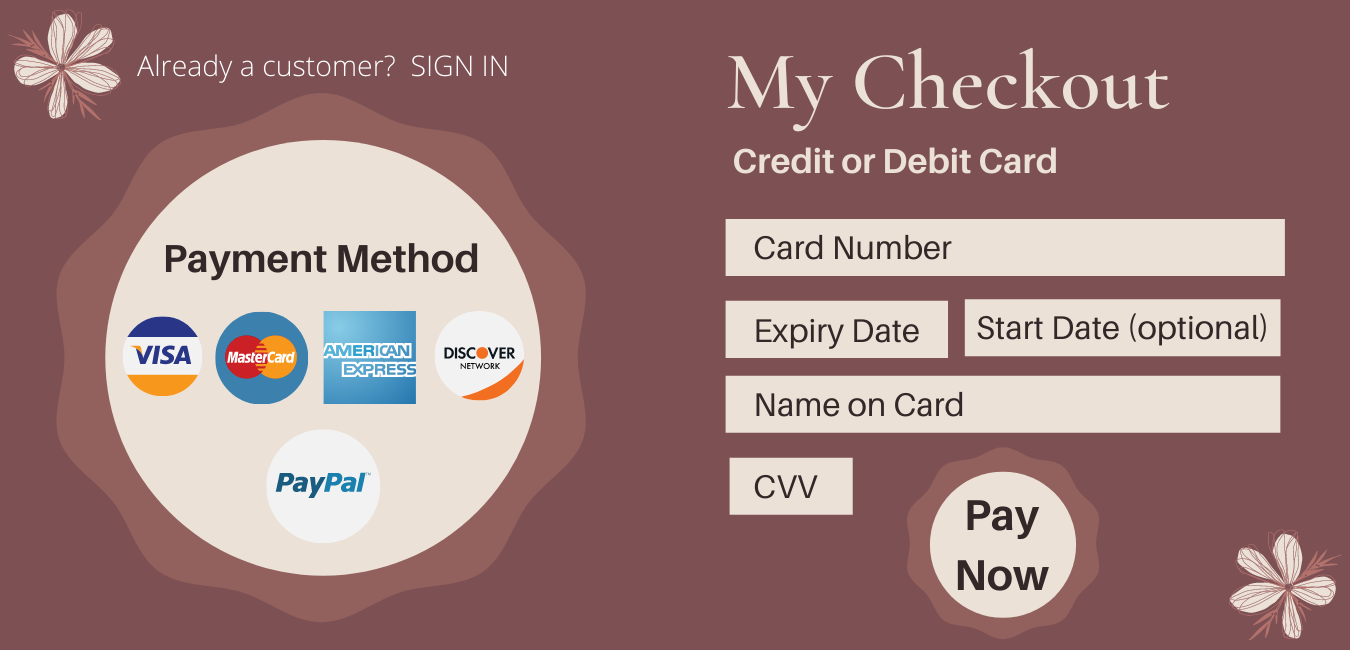 Already a customer?  SIGN IN
Payment Method
VISA
MasterCard
AMERICAN
EXPRESS
DISCOVER
NETWORK
PayPal™
My Checkout
Credit or Debit Card
Card Number
Expiry Date
Start Date (optional)
Name on Card
CVV
Pay
Now